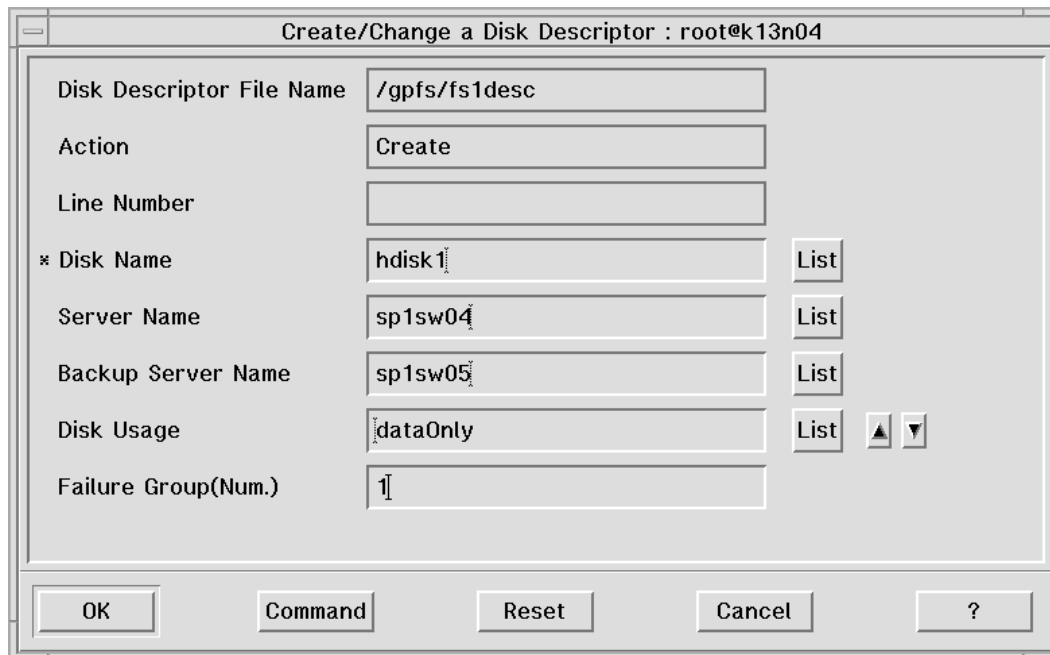 Create/Change a Disk Descriptor : root@k13n04
Disk Descriptor File Name /gpfs/fs1desc
Action Create
Line Number
* Disk Name hdisk1 List
Server Name sp1sw04 List
Backup Server Name sp1sw05 List
Disk Usage dataOnly List ▲ ▼
Failure Group(Num.) 1
OK Command Reset Cancel ?